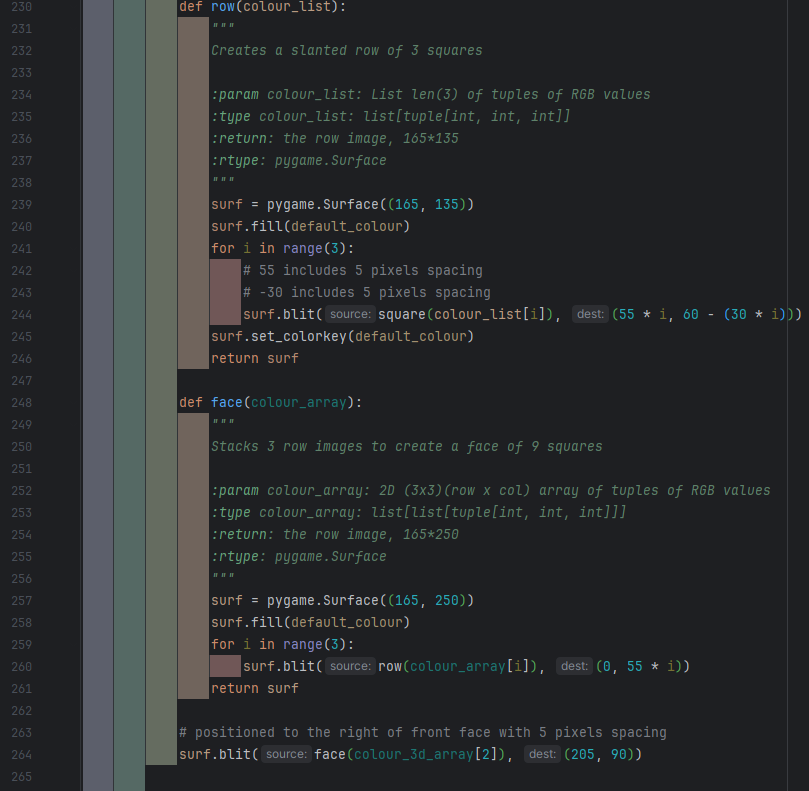 230 def row(colour_list):
231 """
232 Creates a slanted row of 3 squares
233
234 :param colour_list: List len(3) of tuples of RGB values
235 :type colour_list: list[tuple[int, int, int]]
236 :return: the row image, 165*135
237 :rtype: pygame.Surface
238 """
239 surf = pygame.Surface((165, 135))
240 surf.fill(default_colour)
241 for i in range(3):
242 # 55 includes 5 pixels spacing
243 # -30 includes 5 pixels spacing
244 surf.blit( source: square(colour_list[i]), dest: (55 * i, 60 - (30 * i)))
245 surf.set_colorkey(default_colour)
246 return surf
247
248 def face(colour_array):
249 """
250 Stacks 3 row images to create a face of 9 squares
251
252 :param colour_array: 2D (3x3)(row x col) array of tuples of RGB values
253 :type colour_array: list[list[tuple[int, int, int]]]
254 :return: the row image, 165*250
255 :rtype: pygame.Surface
256 """
257 surf = pygame.Surface((165, 250))
258 surf.fill(default_colour)
259 for i in range(3):
260 surf.blit( source: row(colour_array[i]), dest: (0, 55 * i))
261 return surf
262
263 # positioned to the right of front face with 5 pixels spacing
264 surf.blit( source: face(colour_3d_array[2]), dest: (205, 90))
265